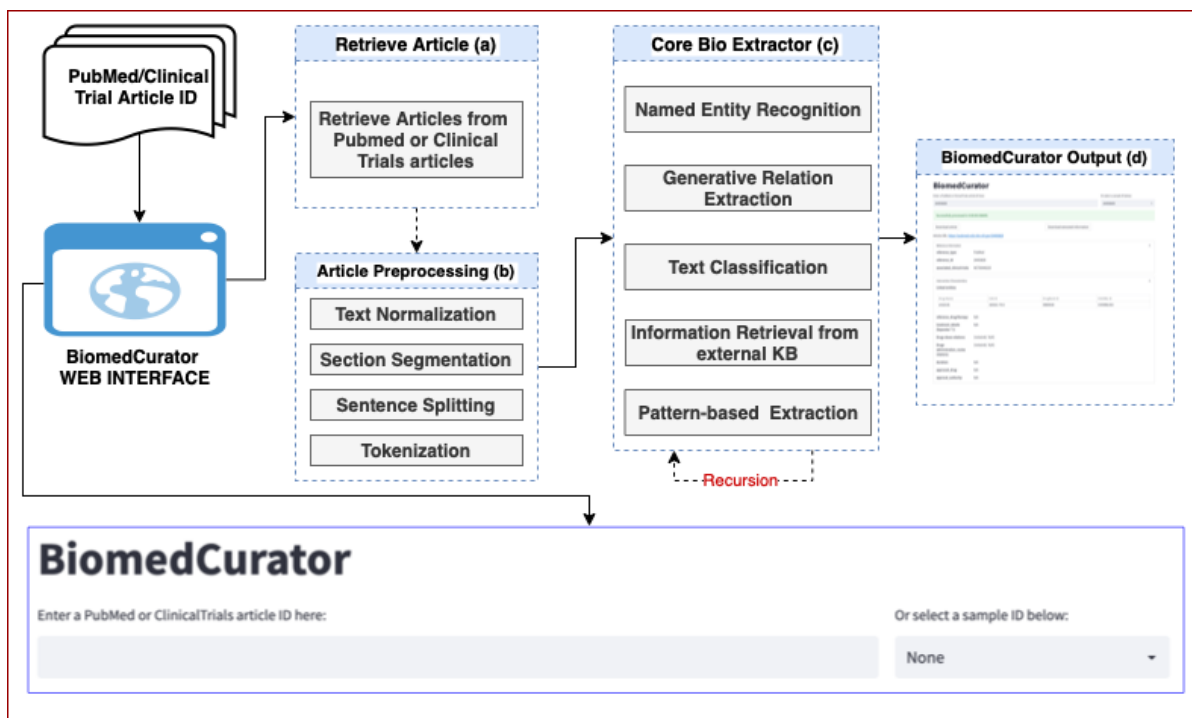 PubMed/Clinical
Trial Article ID
BiomedCurator
WEB INTERFACE
Retrieve Article (a)
Retrieve Articles from
Pubmed or Clinical
Trials articles
Article Preprocessing (b)
Text Normalization
Section Segmentation
Sentence Splitting
Tokenization
Core Bio Extractor (c)
Named Entity Recognition
Generative Relation
Extraction
Text Classification
Information Retrieval from
external KB
Pattern-based Extraction
Recursion
BiomedCurator Output (d)
BiomedCurator
BiomedCurator
Enter a PubMed or ClinicalTrials article ID here:
Or select a sample ID below:
None